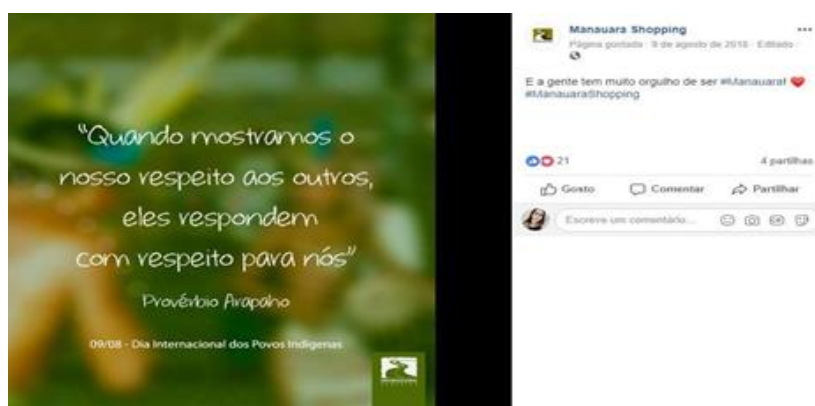 "Quando mostramos o
nosso respeito aos outros,
eles respondem
com respeito para nós"
Provérbio Arapaho
09/08 - Dia Internacional dos Povos Indígenas
Manauara Shopping
Página gostada · 9 de agosto de 2018 · Editado ·
E a gente tem muito orgulho de ser #Manauara! ❤
#ManauaraShopping
21
4 partilhas
Gosto Comentar Partilhar
Escreve um comentário...